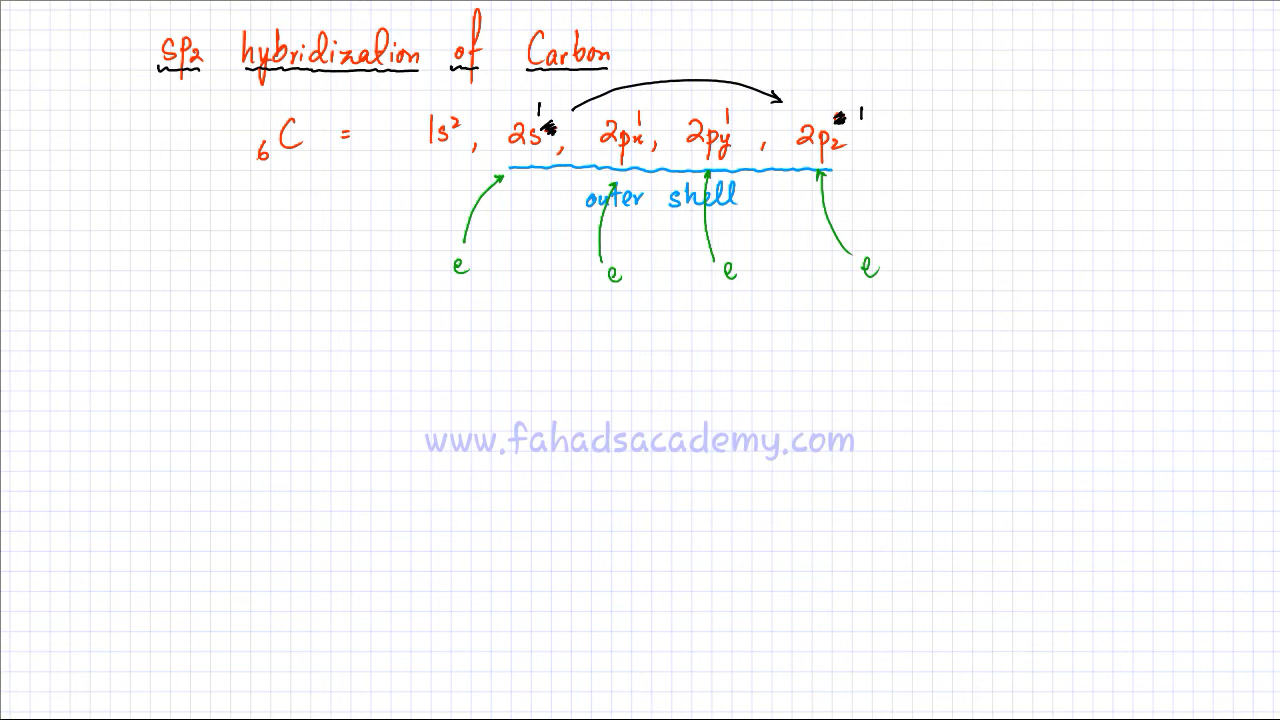 sp2 hybridization of Carbon
6C = 1s², 2s¹, 2px¹, 2py¹, 2pz¹
outer shell
e e e e
www.fahadsacademy.com